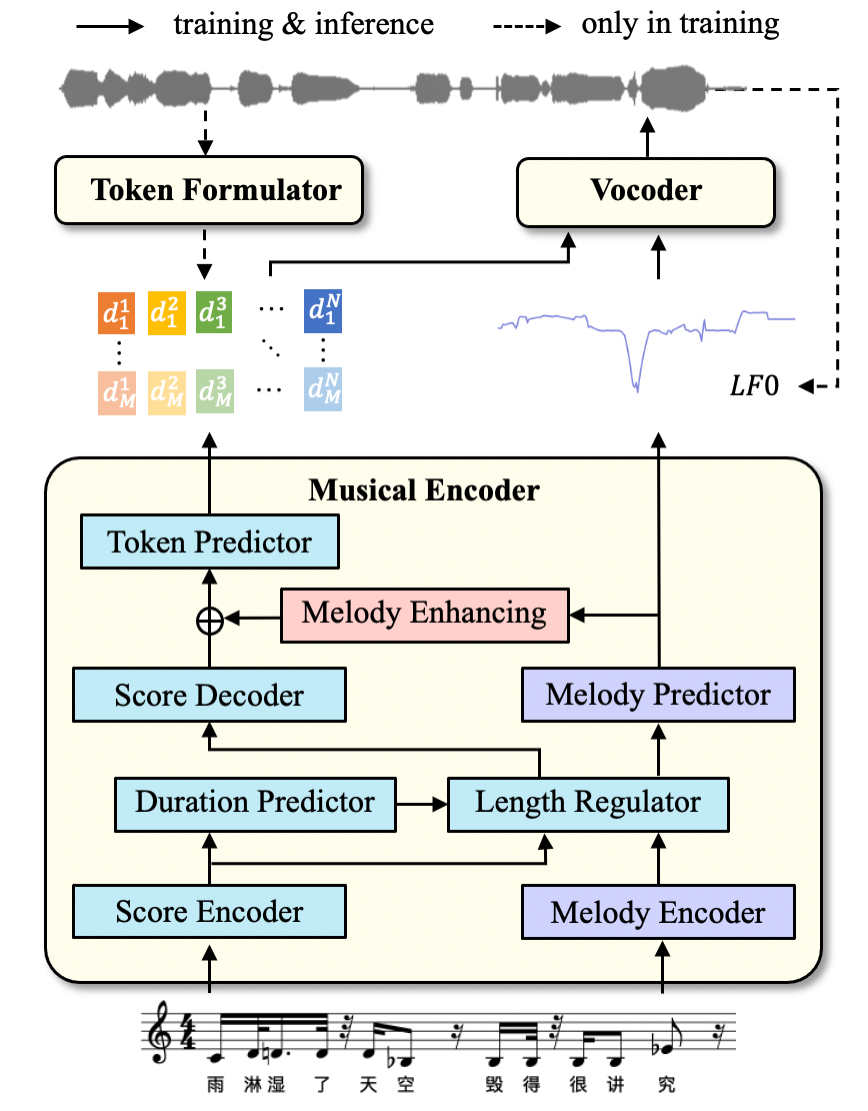 training & inference only in training
Token Formulator Vocoder
d_1^1 d_1^2 d_1^3 ... d_1^N
d_M^1 d_M^2 d_M^3 ... d_M^N
LF0
Musical Encoder
Token Predictor
Melody Enhancing
Score Decoder Melody Predictor
Duration Predictor Length Regulator
Score Encoder Melody Encoder
4
4
雨 淋 湿 了 天 空 毁 得 很 讲 究